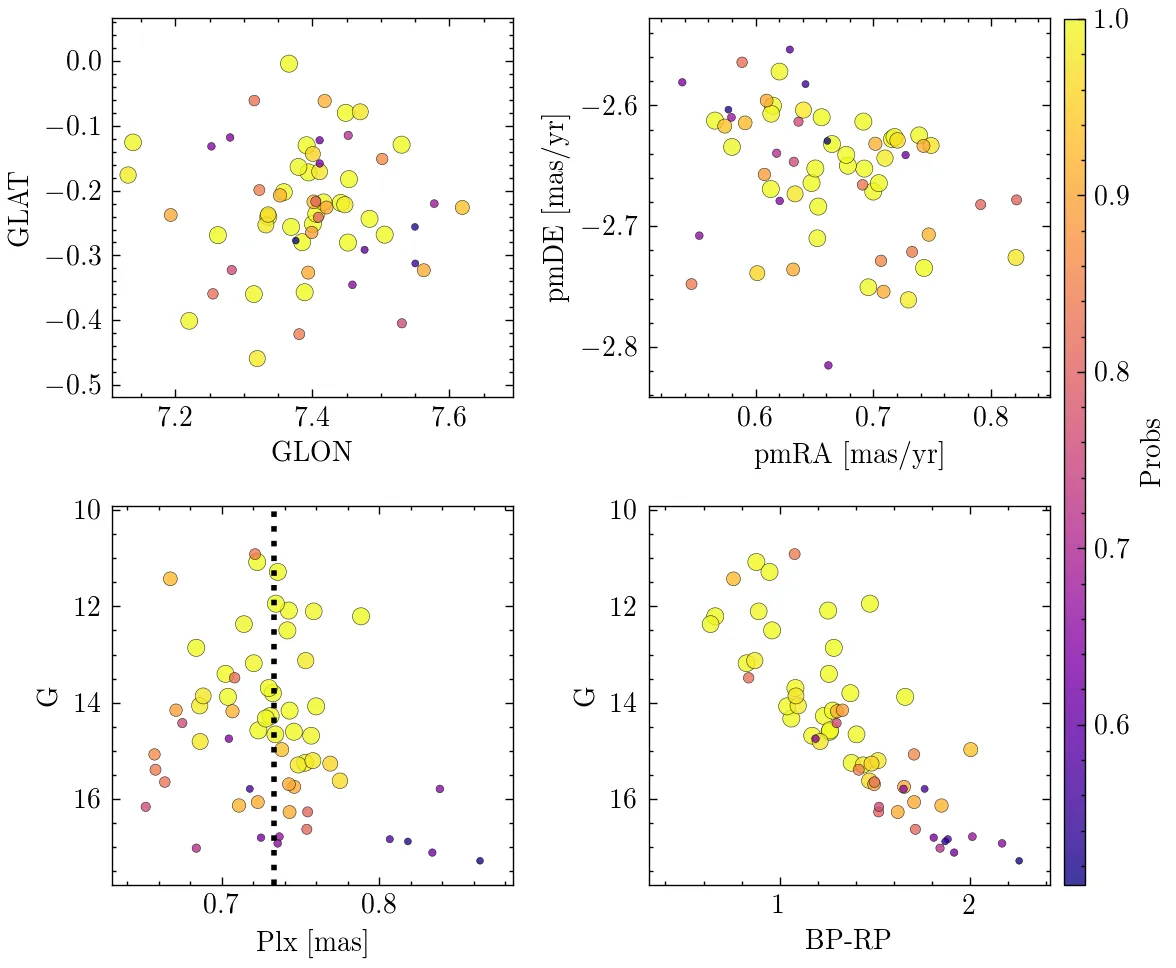 0.0
−0.1
−0.2
−0.3
−0.4
−0.5
GLAT
7.2 7.4 7.6
GLON
−2.6
−2.7
−2.8
pmDE [mas/yr]
0.6 0.7 0.8
pmRA [mas/yr]
10
12
14
16
G
0.7 0.8
Plx [mas]
10
12
14
16
G
1 2
BP-RP
1.0
0.9
0.8
0.7
0.6
Probs